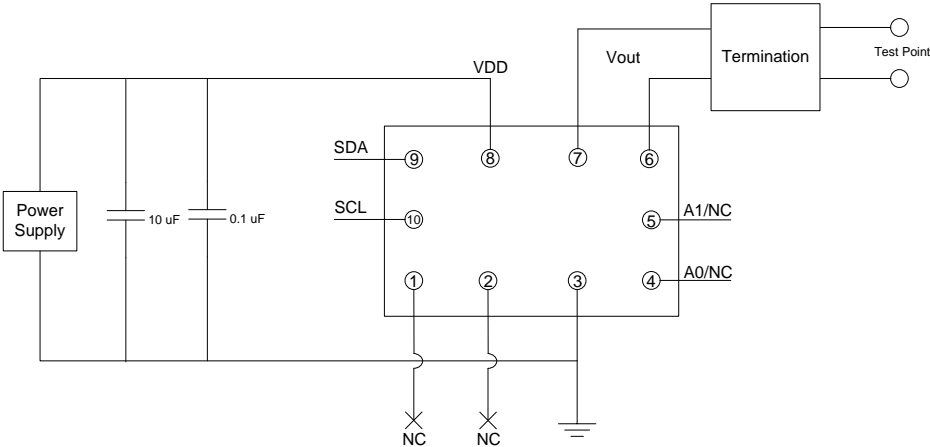 Vout
Termination
Test Point
VDD
SDA
9
8
7
6
Power
Supply
10 uF
0.1 uF
SCL
10
5
A1/NC
1
2
3
4
A0/NC
NC
NC